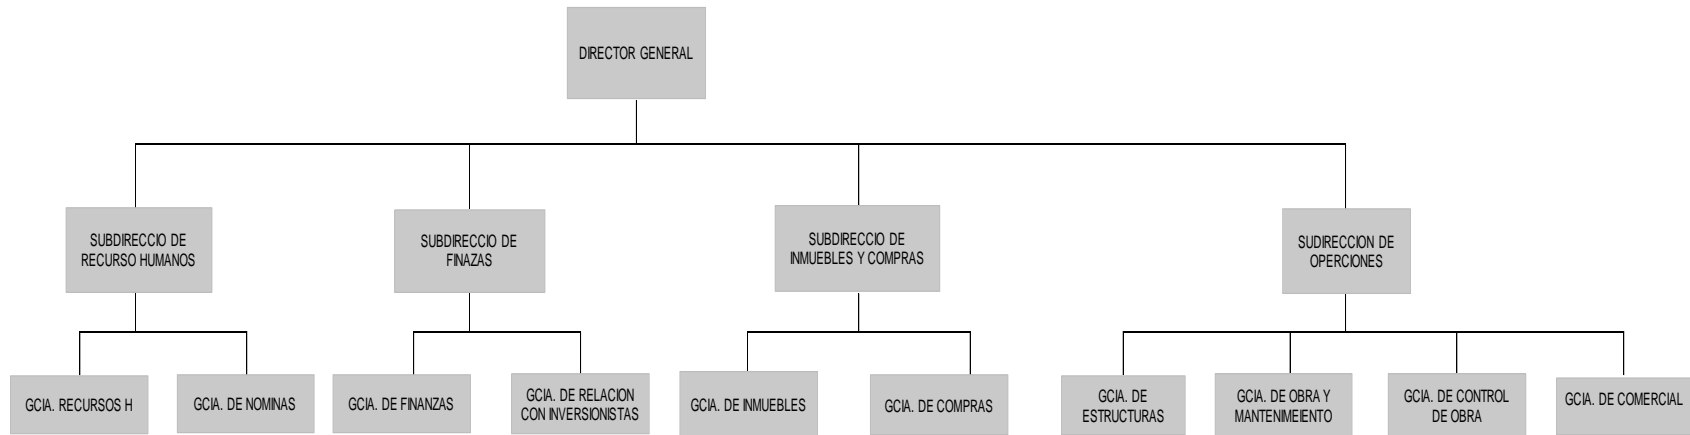 DIRECTOR GENERAL
SUBDIRECCIO DE
RECURSO HUMANOS
SUBDIRECCIO DE
FINAZAS
SUBDIRECCIO DE
INMUEBLES Y COMPRAS
SUDIRECCION DE
OPERCIONES
GCIA. RECURSOS H
GCIA. DE NOMINAS
GCIA. DE FINANZAS
GCIA. DE RELACION
CON INVERSIONISTAS
GCIA. DE INMUEBLES
GCIA. DE COMPRAS
GCIA. DE
ESTRUCTURAS
GCIA. DE OBRA Y
MANTENIMEIENTO
GCIA. DE CONTROL
DE OBRA
GCIA. DE COMERCIAL